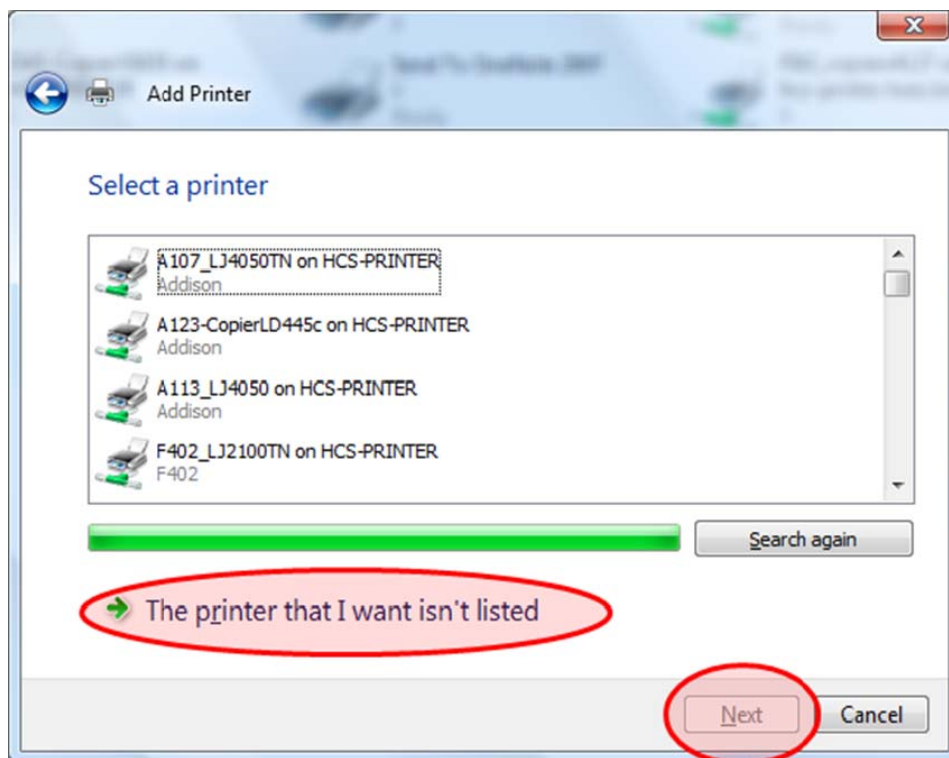 Add Printer
Select a printer
A107_LJ4050TN on HCS-PRINTER
Addison
A123-CopierLD445c on HCS-PRINTER
Addison
A113_LJ4050 on HCS-PRINTER
Addison
F402_LJ2100TN on HCS-PRINTER
F402
Search again
The printer that I want isn't listed
Next Cancel